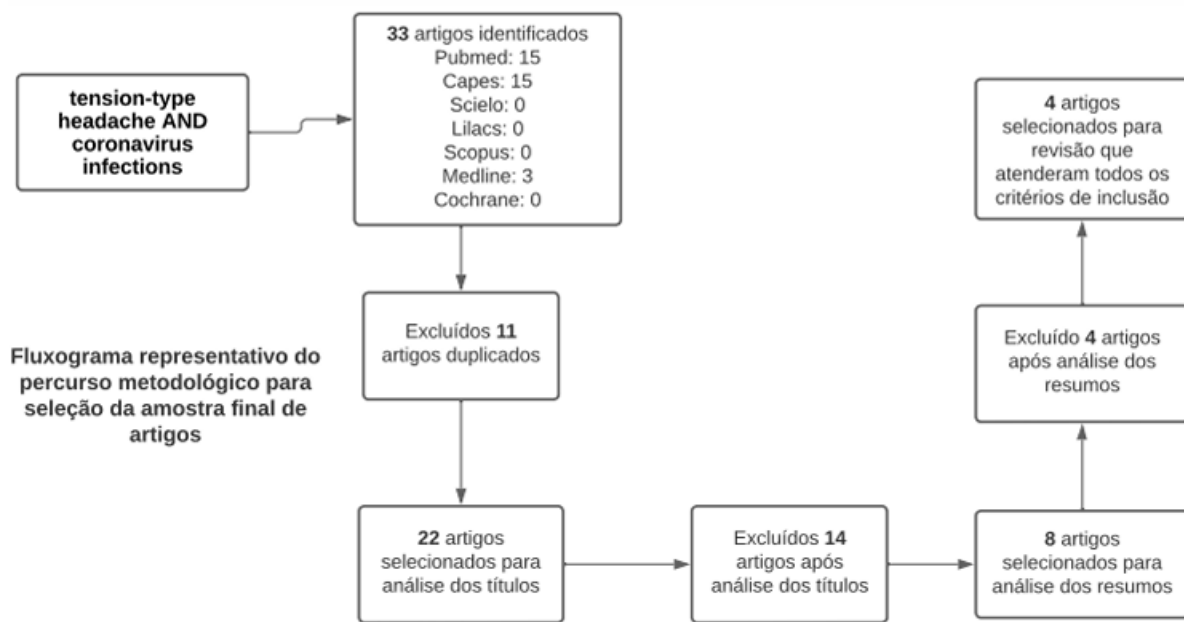 tension-type
headache AND
coronavirus
infections
33 artigos identificados
Pubmed: 15
Capes: 15
Scielo: 0
Lilacs: 0
Scopus: 0
Medline: 3
Cochrane: 0
Excluídos 11
artigos duplicados
Fluxograma representativo do
percurso metodológico para
seleção da amostra final de
artigos
22 artigos
selecionados para
análise dos títulos
Excluídos 14
artigos após
análise dos títulos
8 artigos
selecionados para
análise dos resumos
Excluído 4 artigos
após análise dos
resumos
4 artigos
selecionados para
revisão que
atenderam todos os
critérios de inclusão